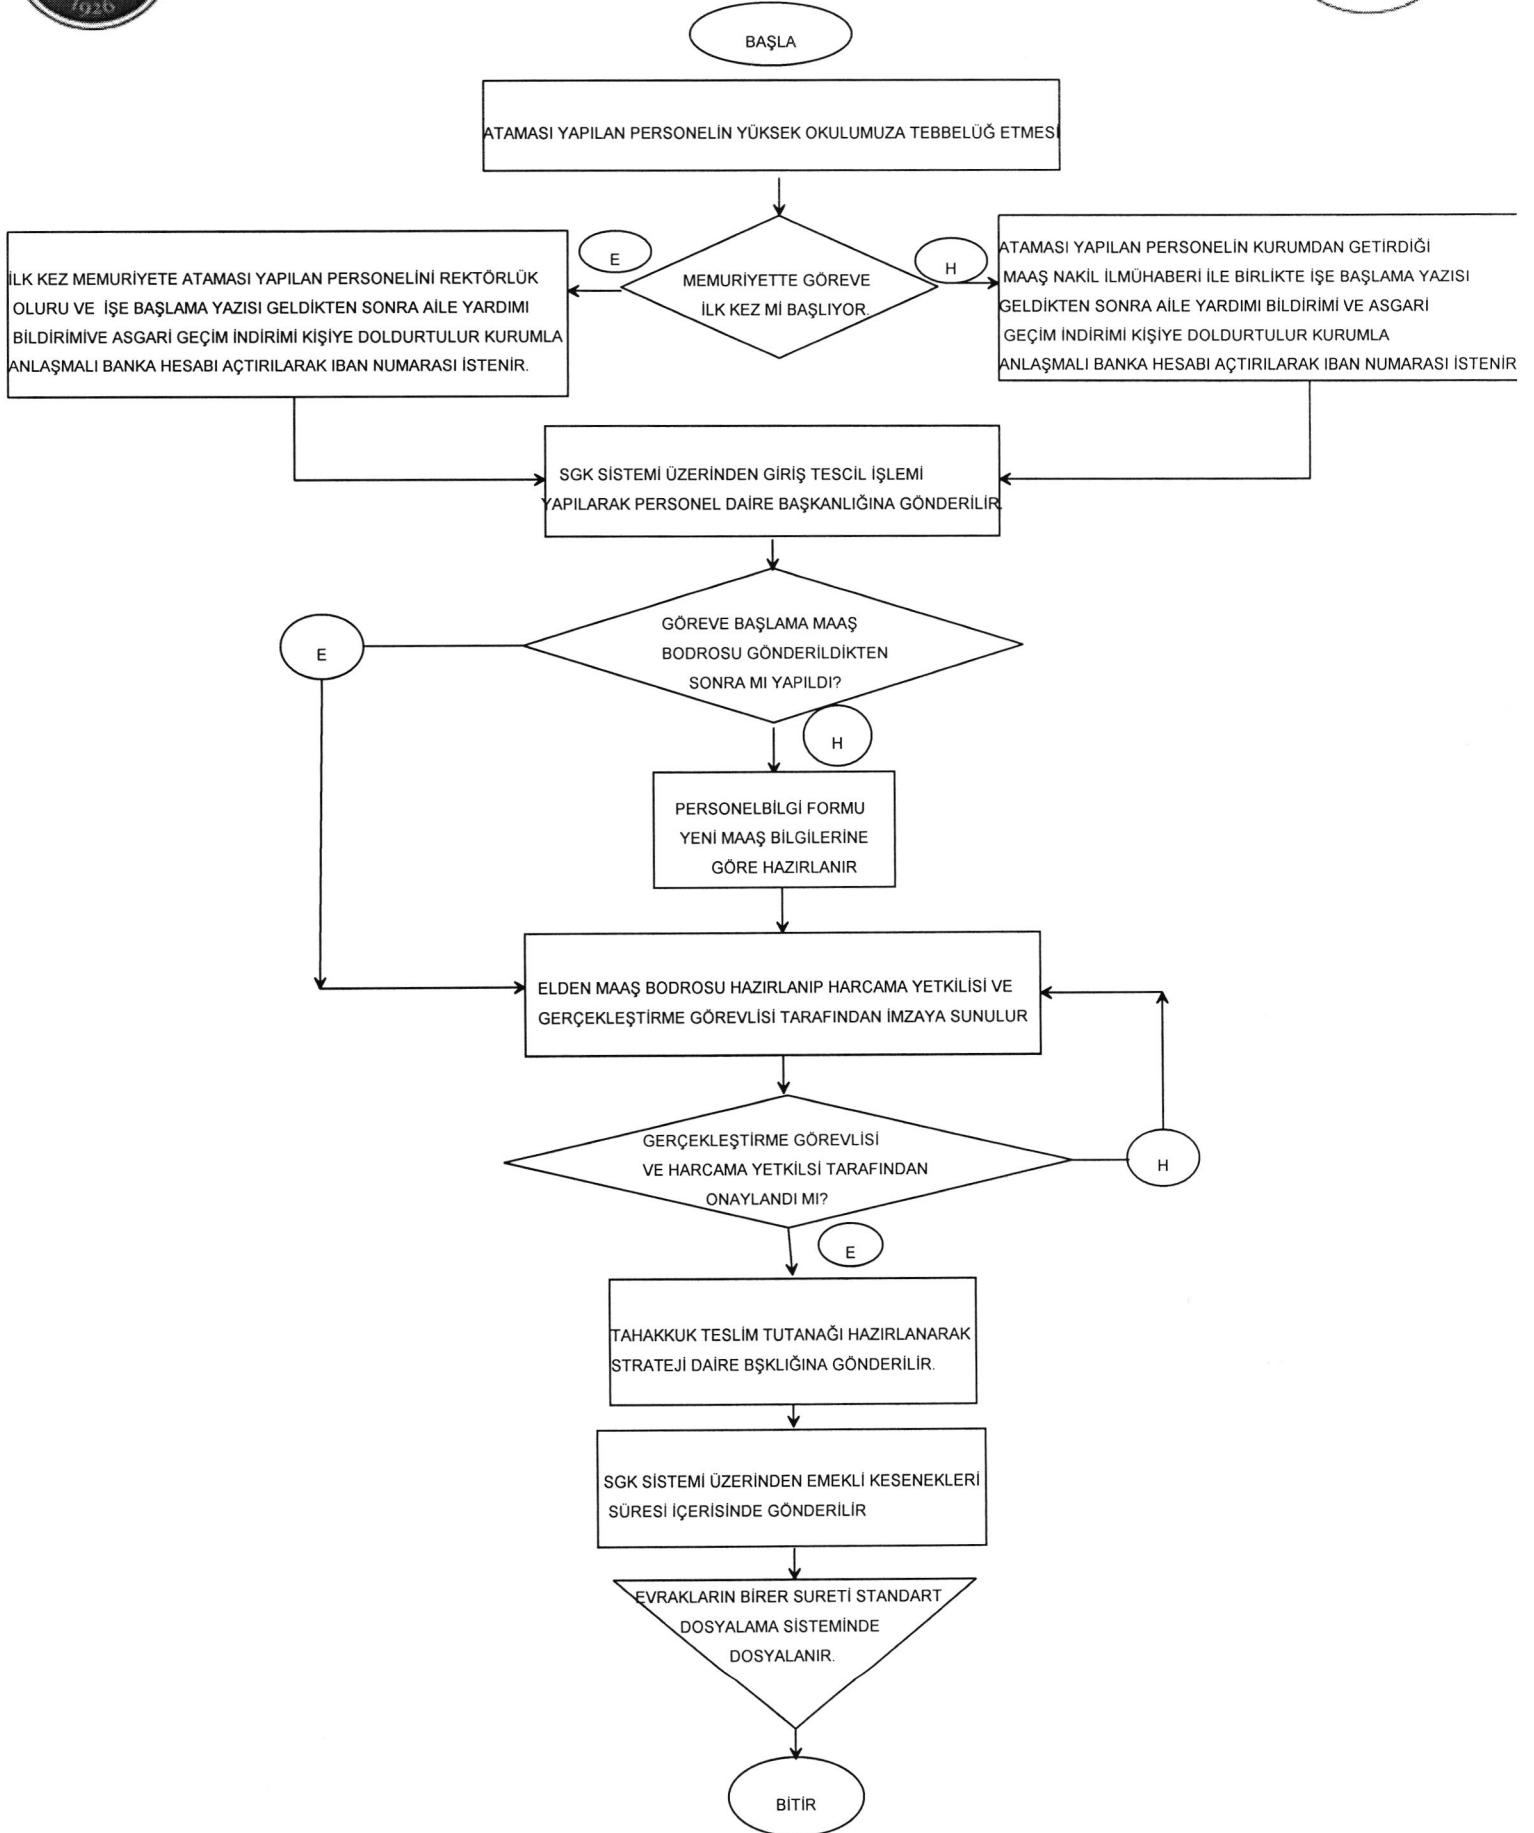 1926
BAŞLA
ATAMASI YAPILAN PERSONELİN YÜKSEK OKULUMUZA TEBBELÜĞ ETMESİ
E
MEMURİYETTE GÖREVE
İLK KEZ Mİ BAŞLIYOR.
H
İLK KEZ MEMURİYETE ATAMASI YAPILAN PERSONELİNİ REKTÖRLÜK
OLURU VE İŞE BAŞLAMA YAZISI GELDİKTEN SONRA AİLE YARDIMI
BİLDİRİMİVE ASGARİ GEÇİM İNDİRİMİ KİŞİYE DOLDURTULUR KURUMLA
ANLAŞMALI BANKA HESABI AÇTIRILARAK IBAN NUMARASI İSTENİR.
ATAMASI YAPILAN PERSONELİN KURUMDAN GETİRDİĞİ
MAAŞ NAKİL İLMÜHABERİ İLE BİRLİKTE İŞE BAŞLAMA YAZISI
GELDİKTEN SONRA AİLE YARDIMI BİLDİRİMİ VE ASGARİ
GEÇİM İNDİRİMİ KİŞİYE DOLDURTULUR KURUMLA
ANLAŞMALI BANKA HESABI AÇTIRILARAK IBAN NUMARASI İSTENİR
SGK SİSTEMİ ÜZERİNDEN GİRİŞ TESCİL İŞLEMİ
YAPILARAK PERSONEL DAİRE BAŞKANLIĞINA GÖNDERİLİR.
E
GÖREVE BAŞLAMA MAAŞ
BODROSU GÖNDERİLDİKTEN
SONRA MI YAPILDI?
H
PERSONELBİLGİ FORMU
YENİ MAAŞ BİLGİLERİNE
GÖRE HAZIRLANIR
ELDEN MAAŞ BODROSU HAZIRLANIP HARCAMA YETKİLİSİ VE
GERÇEKLEŞTİRME GÖREVLİSİ TARAFINDAN İMZAYA SUNULUR
GERÇEKLEŞTİRME GÖREVLİSİ
VE HARCAMA YETKİLSİ TARAFINDAN
ONAYLANDI MI?
H
E
TAHAKKUK TESLİM TUTANAĞI HAZIRLANARAK
STRATEJİ DAİRE BŞKLIĞINA GÖNDERİLİR.
SGK SİSTEMİ ÜZERİNDEN EMEKLİ KESENEKLERİ
SÜRESİ İÇERİSİNDE GÖNDERİLİR
EVRAKLARIN BİRER SURETİ STANDART
DOSYALAMA SİSTEMİNDE
DOSYALANIR.
BİTİR